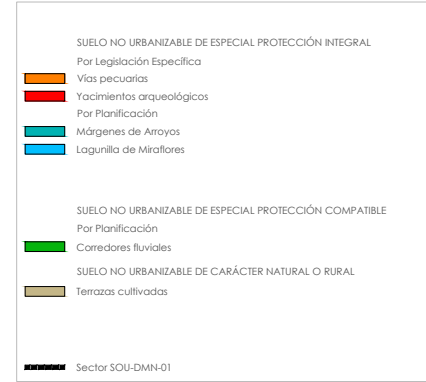 SUELO NO URBANIZABLE DE ESPECIAL PROTECCIÓN INTEGRAL
Por Legislación Específica
Vías pecuarias
Yacimientos arqueológicos
Por Planificación
Márgenes de Arroyos
Lagunilla de Miraflores
SUELO NO URBANIZABLE DE ESPECIAL PROTECCIÓN COMPATIBLE
Por Planificación
Corredores fluviales
SUELO NO URBANIZABLE DE CARÁCTER NATURAL O RURAL
Terrazas cultivadas
Sector SOU-DMN-01